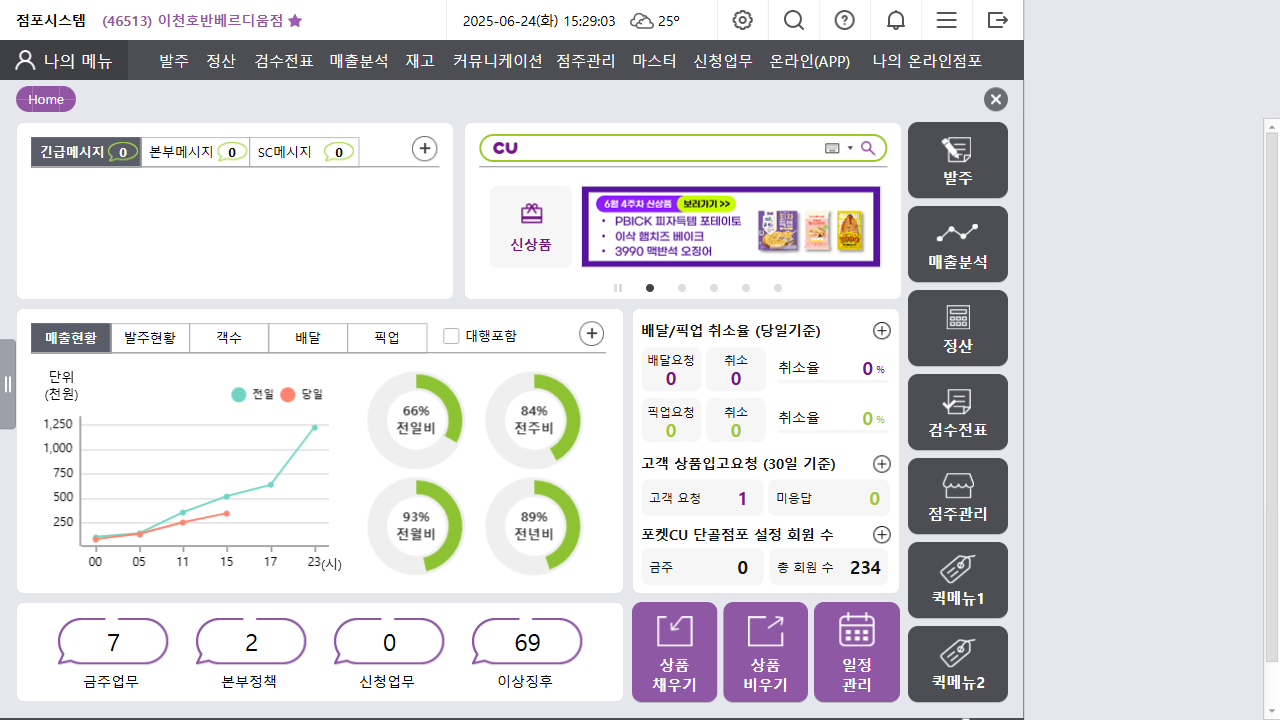 점포시스템 (46513) 이천호반베르디움점 2025-06-24(화) 15:29:03 25º
나의 메뉴 발주 정산 검수전표 매출분석 재고 커뮤니케이션 점주관리 마스터 신청업무 온라인(APP) 나의 온라인점포
Home
긴급메시지 0 본부메시지 0 SC메시지 0
CU
신상품
6월 4주차 신상품 보러가기 >>
• PBICK 피자득템 포테이토
• 이삭 햄치즈 베이크
• 3990 맥반석 오징어
매출현황 발주현황 객수 배달 픽업 대행포함
단위
(천원)
전일 당일
1,250
1,000
750
500
250
00 05 11 15 17 23(시)
66%
전일비
84%
전주비
93%
전월비
89%
전년비
배달/픽업 취소율 (당일기준)
배달요청 취소 취소율 0 %
0 0
픽업요청 취소 취소율 0 %
0 0
고객 상품입고요청 (30일 기준)
고객 요청 1 미응답 0
포켓CU 단골점포 설정 회원 수
금주 0 총 회원 수 234
7 2 0 69
금주업무 본부정책 신청업무 이상징후
상품
채우기
상품
비우기
일정
관리
발주
매출분석
정산
검수전표
점주관리
퀵메뉴1
퀵메뉴2